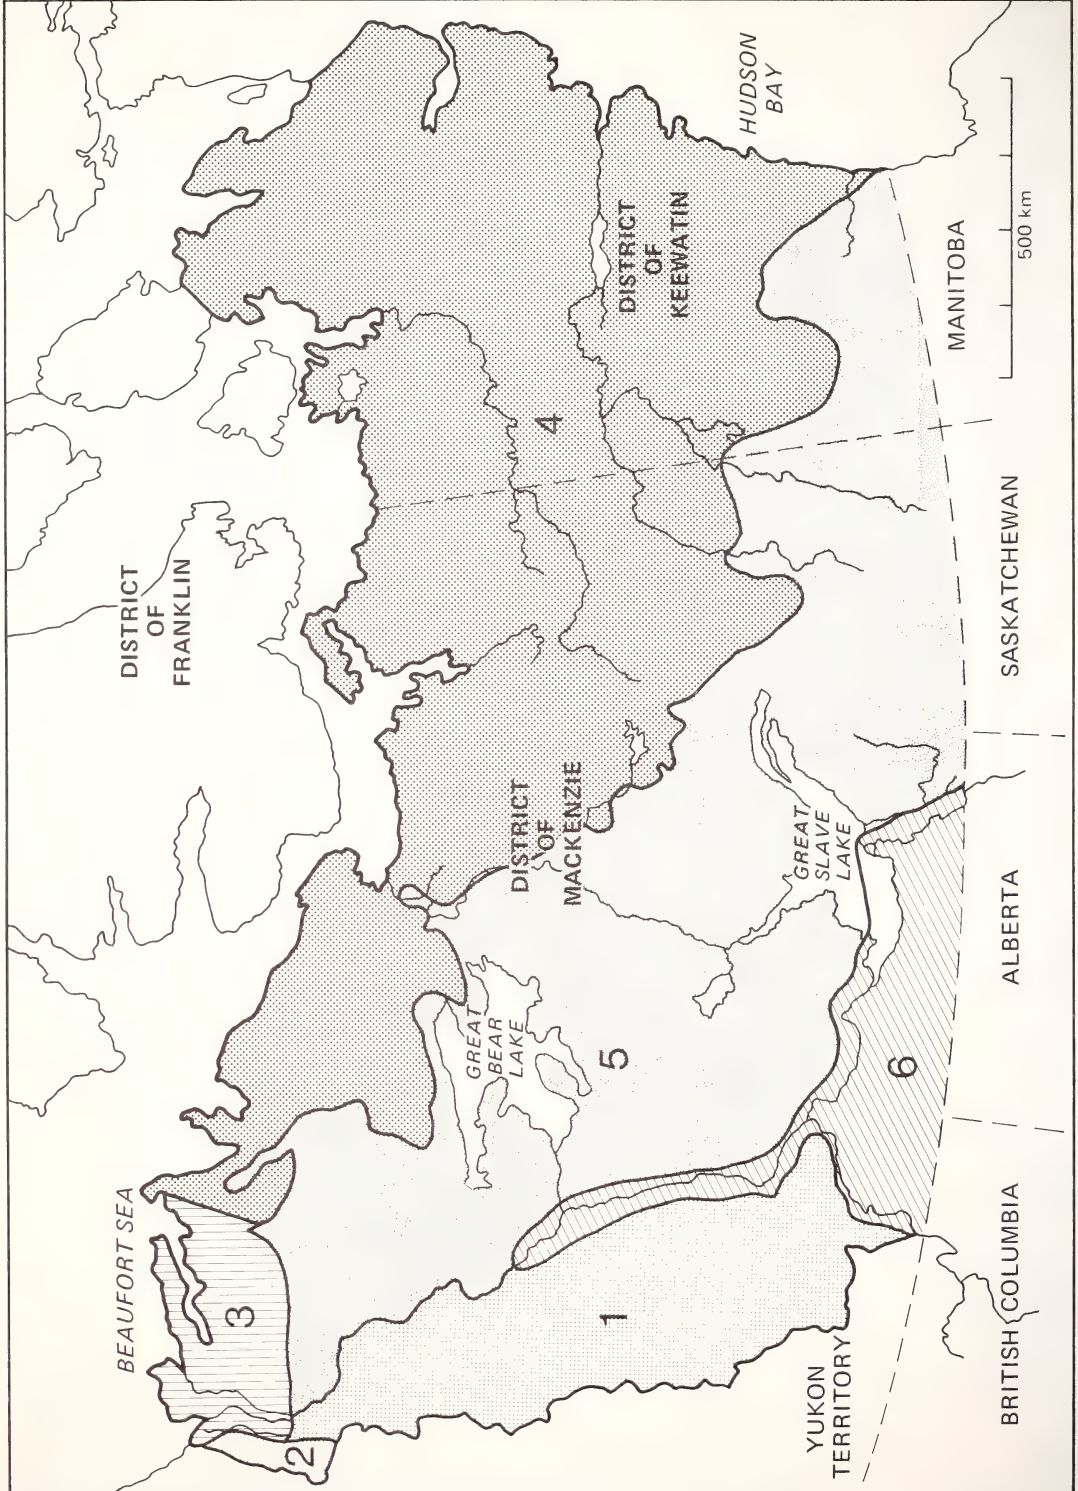 BEAUFORT SEA
DISTRICT
OF
FRANKLIN
HUDSON
BAY
2
3
GREAT
BEAR
LAKE
DISTRICT
OF
MACKENZIE
4
DISTRICT
OF
KEEWATIN
1
5
GREAT
SLAVE
LAKE
6
YUKON
TERRITORY
BRITISH COLUMBIA
ALBERTA
SASKATCHEWAN
MANITOBA
500 km